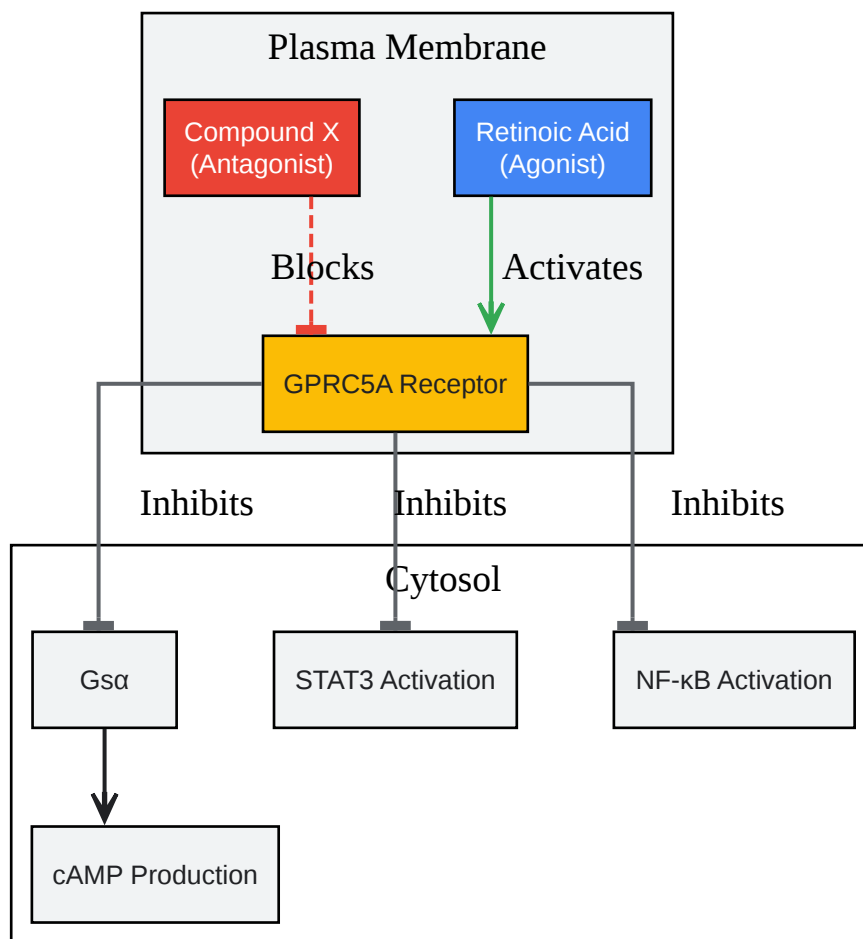 Plasma Membrane
Compound X
(Antagonist)
Retinoic Acid
(Agonist)
Blocks
Activates
GPRC5A Receptor
Inhibits
Inhibits
Inhibits
Cytosol
Gsα
STAT3 Activation
NF-κB Activation
cAMP Production